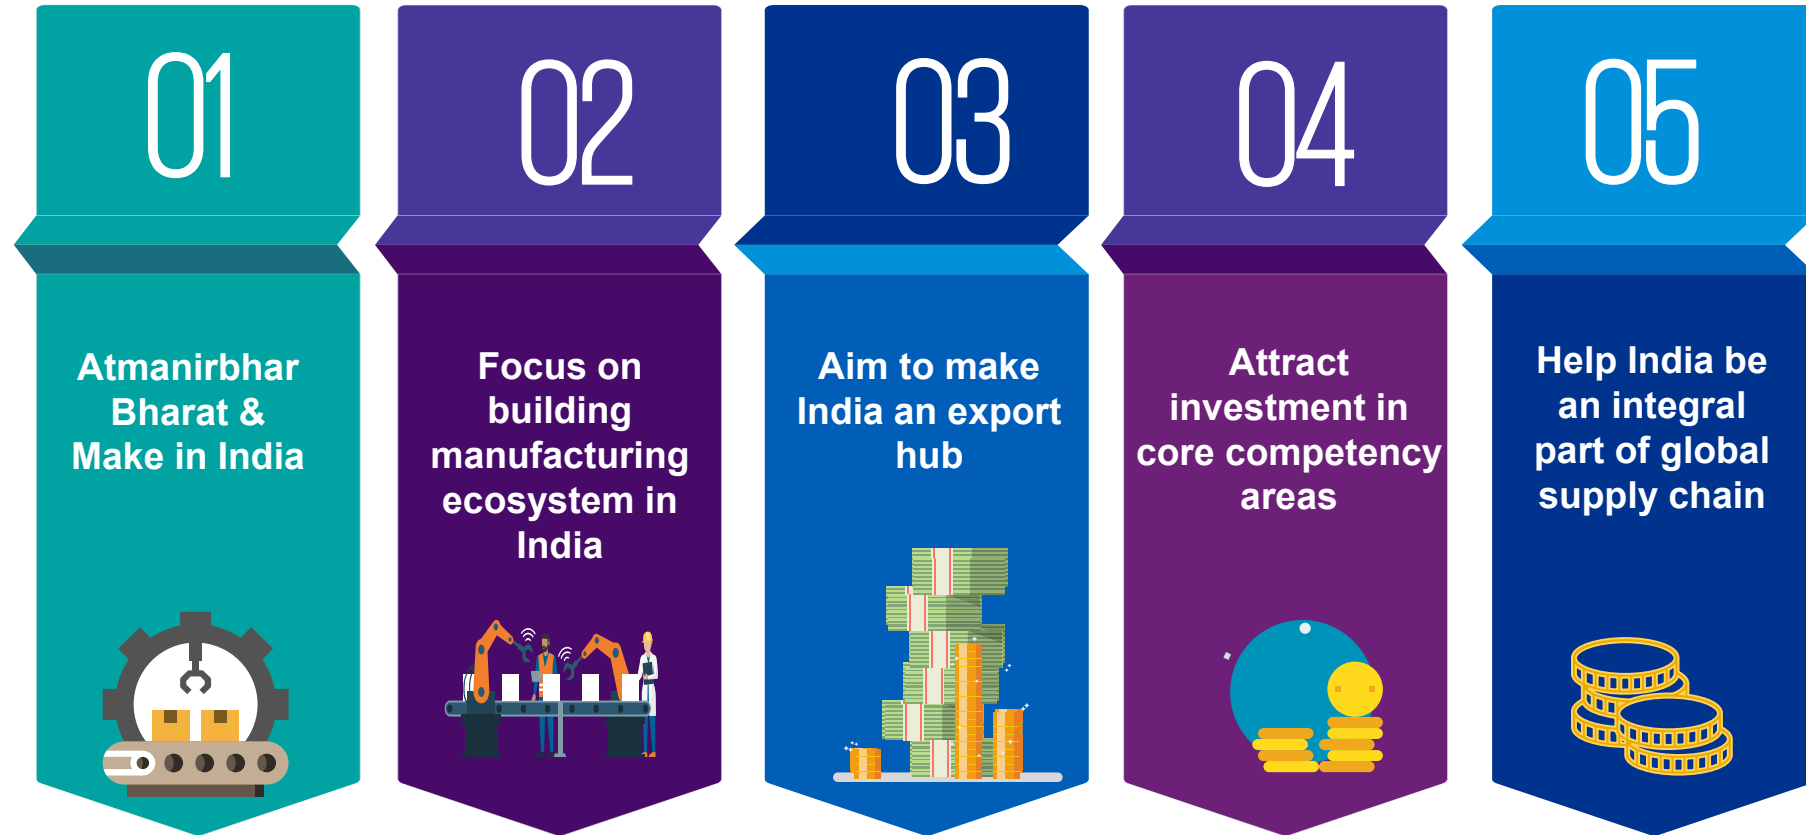 01
Atmanirbhar
Bharat &
Make in India
02
Focus on
building
manufacturing
ecosystem in
India
03
Aim to make
India an export
hub
04
Attract
investment in
core competency
areas
05
Help India be
an integral
part of global
supply chain